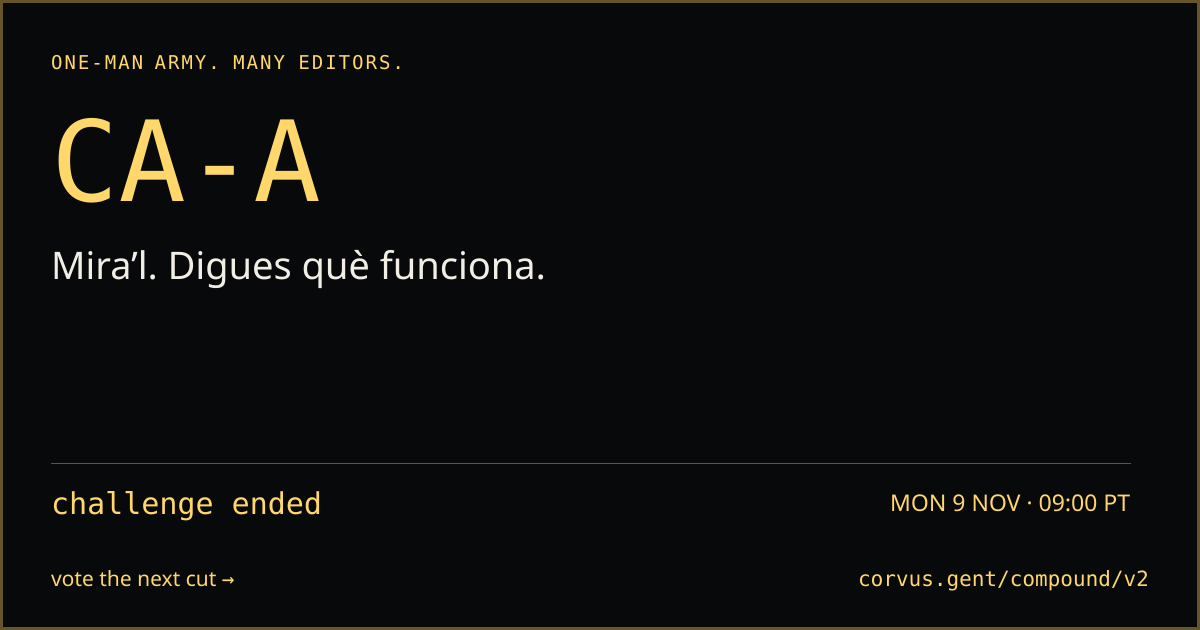 ONE-MAN ARMY. MANY EDITORS.
CA-A
Mira’l. Digues què funciona.
challenge ended
MON 9 NOV · 09:00 PT
vote the next cut →
corvus.gent/compound/v2